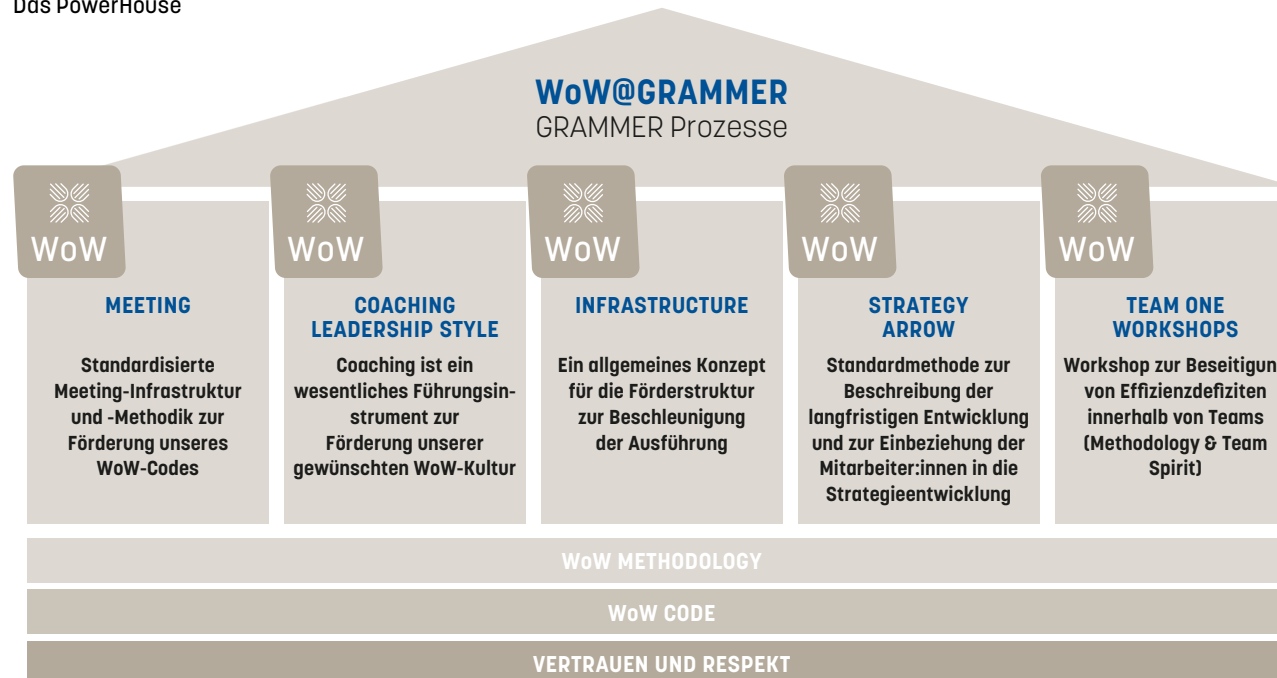 Das PowerHouse
WoW@GRAMMER
GRAMMER Prozesse
WoW
MEETING
Standardisierte
Meeting-Infrastruktur
und -Methodik zur
Förderung unseres
WoW-Codes
WoW
COACHING
LEADERSHIP STYLE
Coaching ist ein
wesentliches Führungsin-
strument zur
Förderung unserer
gewünschten WoW-Kultur
WoW
INFRASTRUCTURE
Ein allgemeines Konzept
für die Förderstruktur
zur Beschleunigung
der Ausführung
WoW
STRATEGY
ARROW
Standardmethode zur
Beschreibung der
langfristigen Entwicklung
und zur Einbeziehung der
Mitarbeiter:innen in die
Strategieentwicklung
WoW
TEAM ONE
WORKSHOPS
Workshop zur Beseitigun
von Effizienzdefiziten
innerhalb von Teams
(Methodology & Team
Spirit)
WoW METHODOLOGY
WoW CODE
VERTRAUEN UND RESPEKT